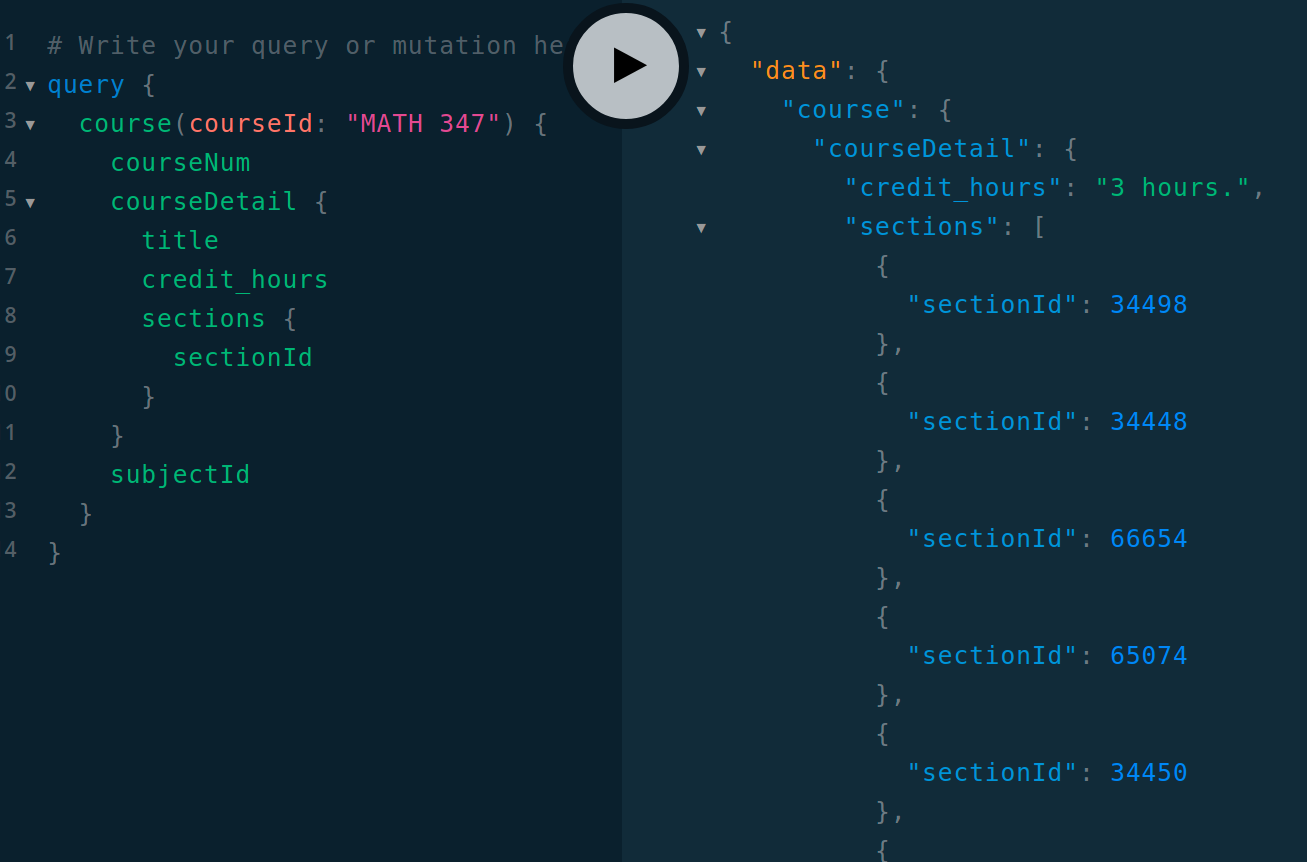 1 # Write your query or mutation he
2 ▼ query {
3 ▼ course(courseId: "MATH 347") {
4 courseNum
5 ▼ courseDetail {
6 title
7 credit_hours
8 sections {
9 sectionId
0 }
1 }
2 subjectId
3 }
4 }
▼ {
▼ "data": {
▼ "course": {
▼ "courseDetail": {
"credit_hours": "3 hours.",
▼ "sections": [
{
"sectionId": 34498
},
{
"sectionId": 34448
},
{
"sectionId": 66654
},
{
"sectionId": 65074
},
{
"sectionId": 34450
},
{